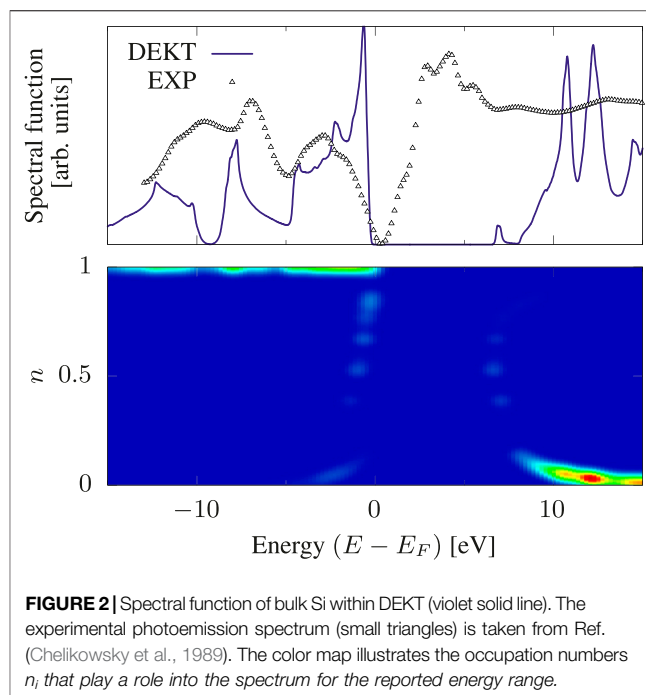 Spectral function
[arb. units]
DEKT
EXP
1
0.5
0
n
−10
0
10
Energy (E − E_F) [eV]
FIGURE 2 | Spectral function of bulk Si within DEKT (violet solid line). The
experimental photoemission spectrum (small triangles) is taken from Ref.
(Chelikowsky et al., 1989). The color map illustrates the occupation numbers
n_i that play a role into the spectrum for the reported energy range.